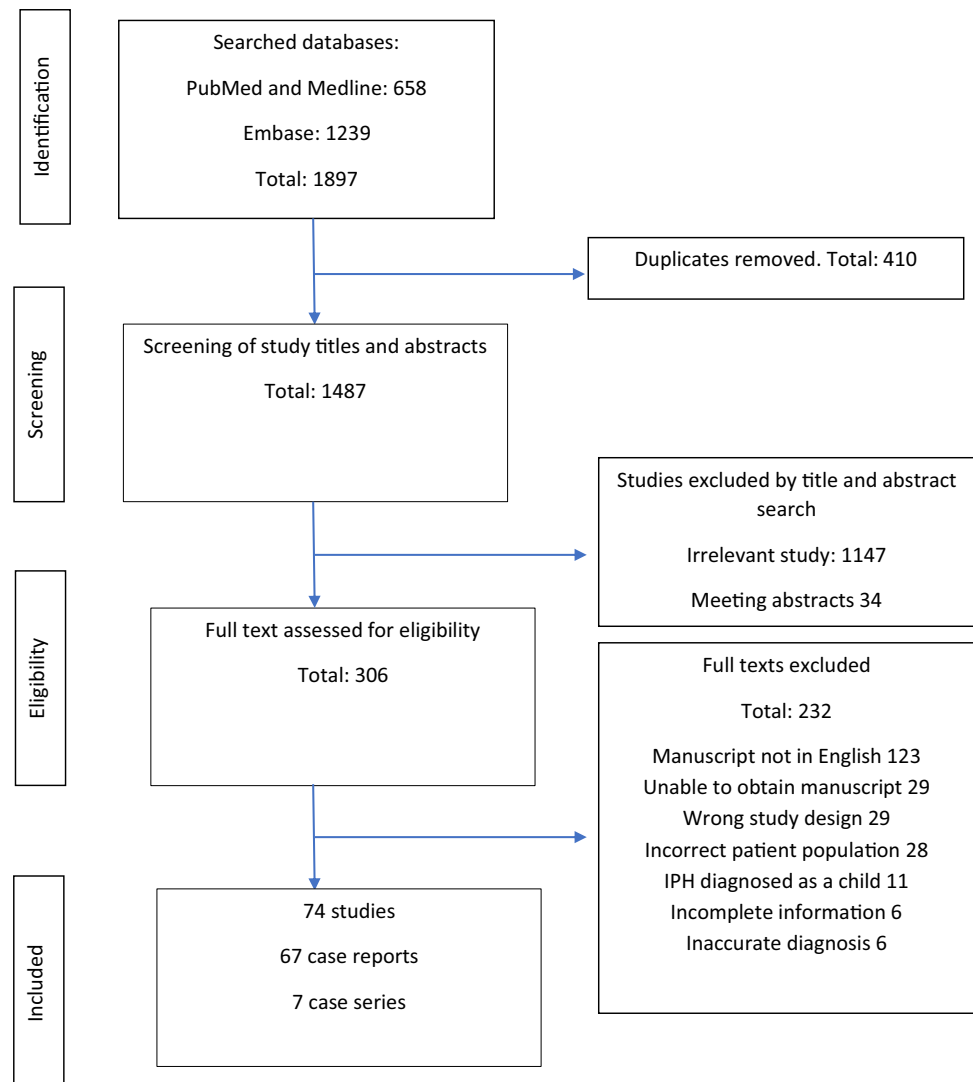 Identification
Searched databases:
PubMed and Medline: 658
Embase: 1239
Total: 1897
Duplicates removed. Total: 410
Screening
Screening of study titles and abstracts
Total: 1487
Studies excluded by title and abstract
search
Irrelevant study: 1147
Meeting abstracts 34
Eligibility
Full text assessed for eligibility
Total: 306
Full texts excluded
Total: 232
Manuscript not in English 123
Unable to obtain manuscript 29
Wrong study design 29
Incorrect patient population 28
IPH diagnosed as a child 11
Incomplete information 6
Inaccurate diagnosis 6
Included
74 studies
67 case reports
7 case series